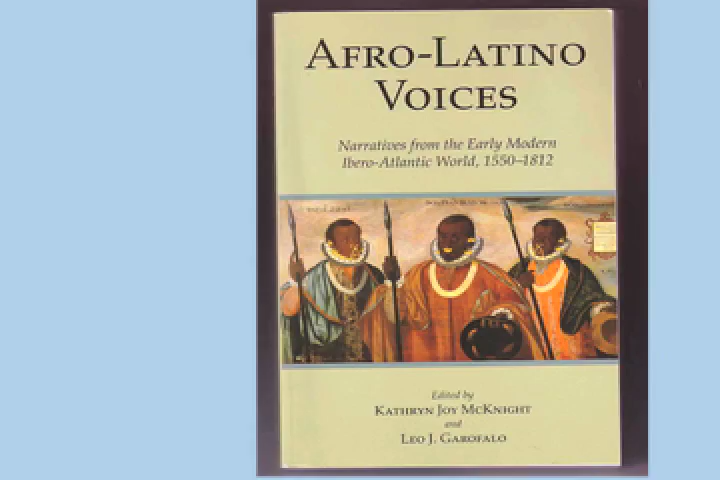 AFRO-LATINO
VOICES
Narratives from the Early Modern
Ibero-Atlantic World, 1550–1812
Edited by
KATHRYN JOY MCKNIGHT
and
LEO J. GAROFALO